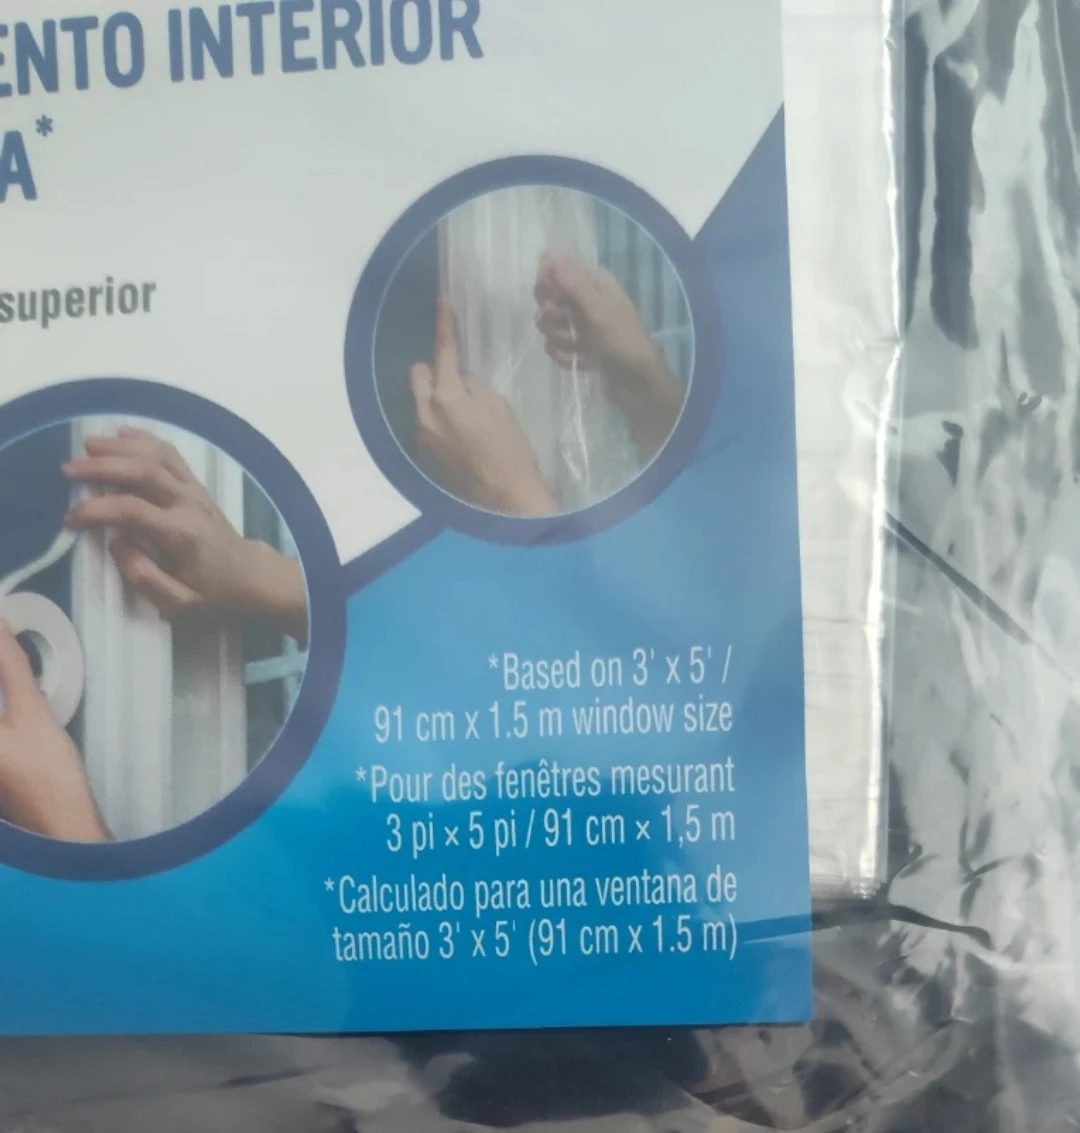 ENTO INTERIOR
A*
superior
*Based on 3' x 5' /
91 cm x 1.5 m window size
*Pour des fenêtres mesurant
3 pi × 5 pi / 91 cm × 1,5 m
*Calculado para una ventana de
tamaño 3' x 5' (91 cm x 1.5 m)